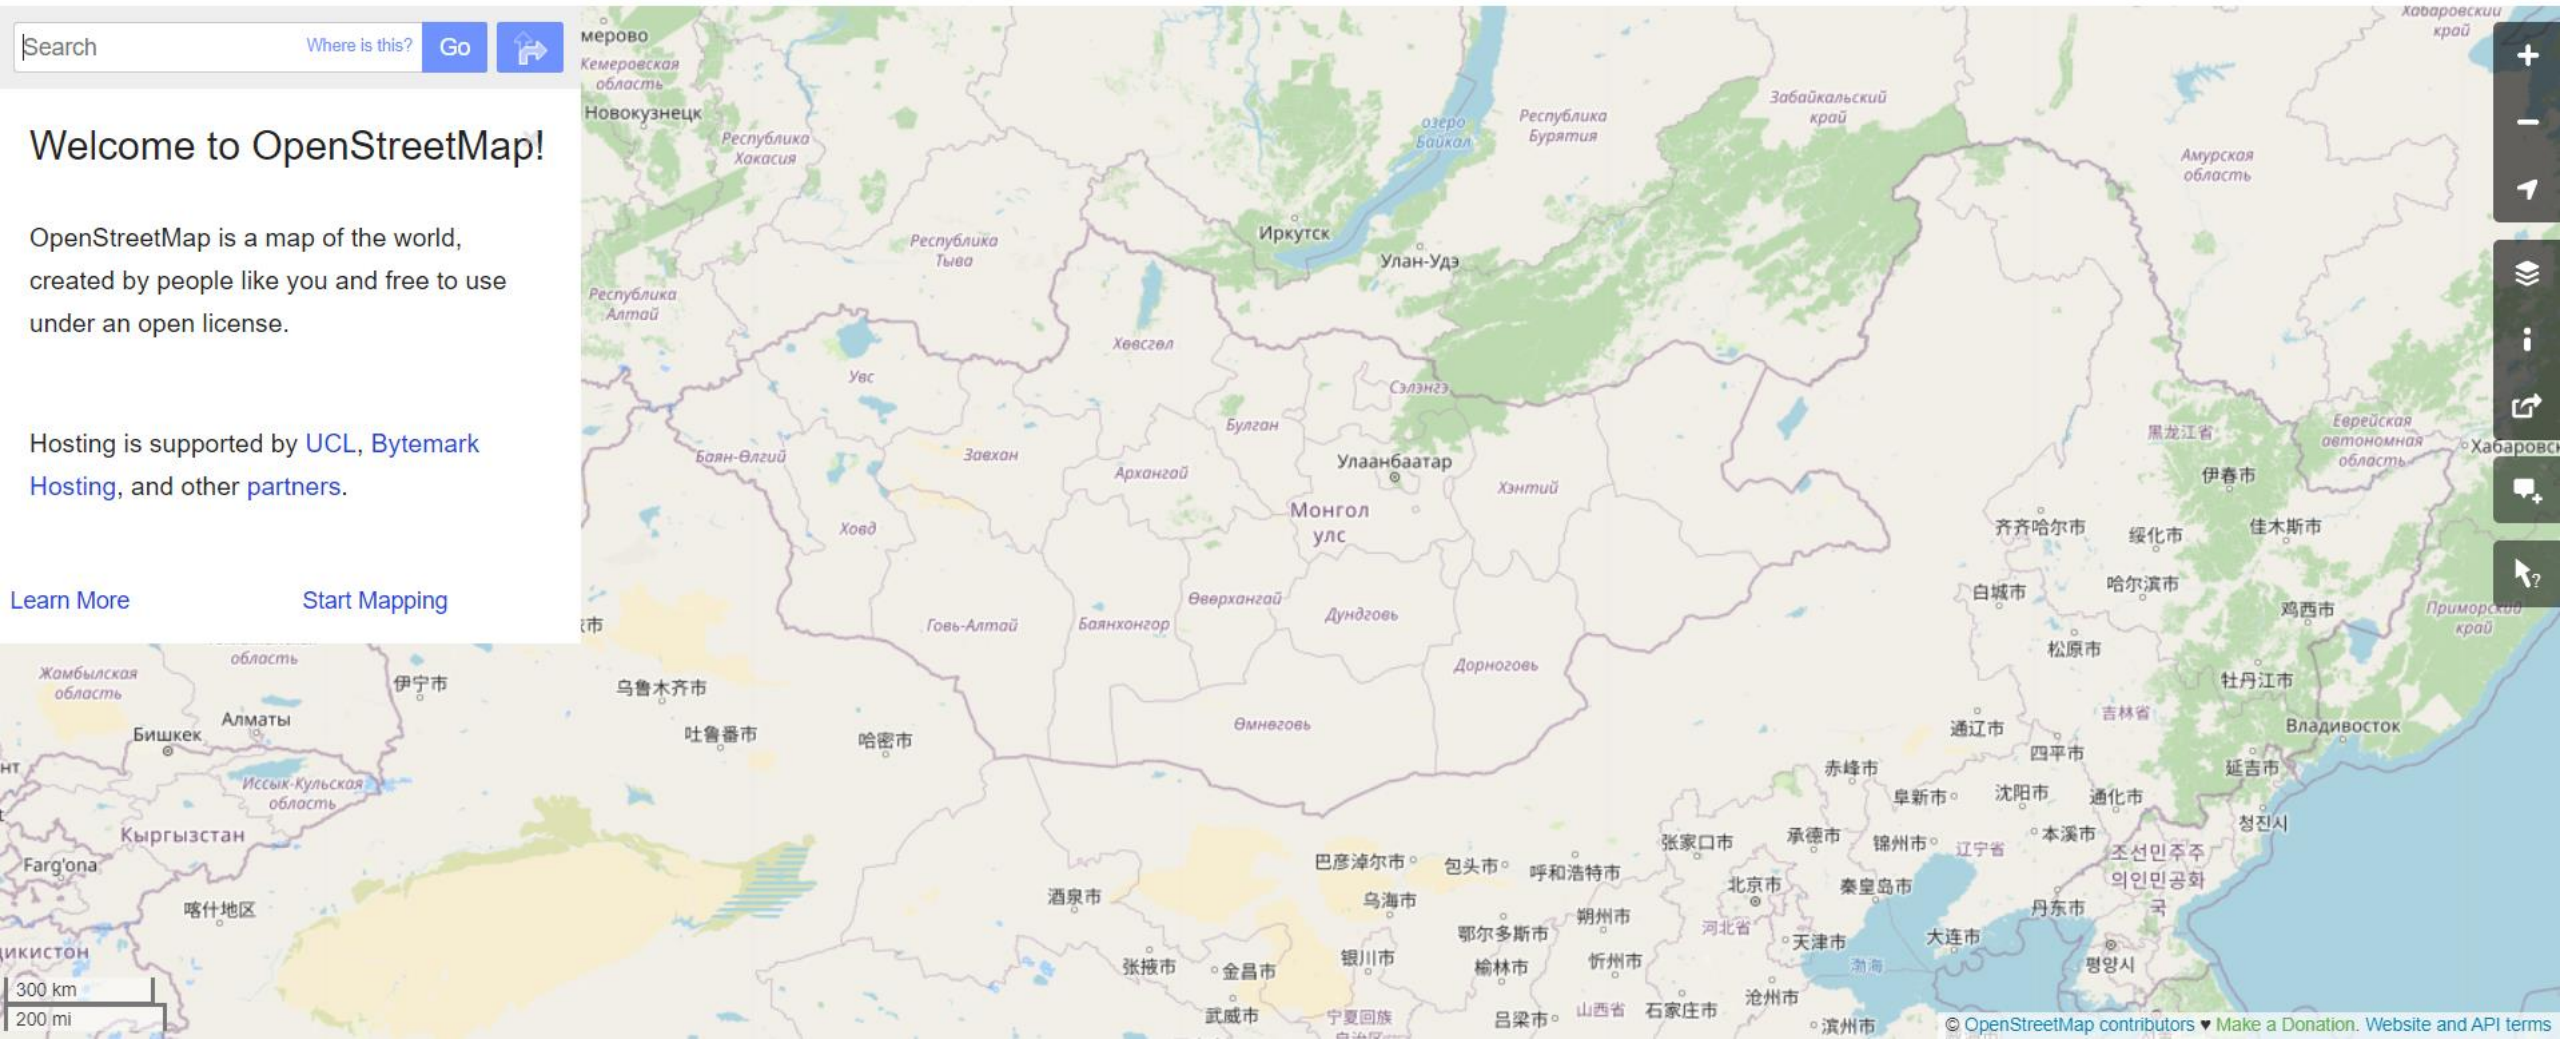 Search
Where is this?
Go
Welcome to OpenStreetMap!
OpenStreetMap is a map of the world,
created by people like you and free to use
under an open license.
Hosting is supported by UCL, Bytemark
Hosting, and other partners.
Learn More
Start Mapping
Хабаровский
край
мерово
Кемеровская
область
Новокузнецк
Республика
Хакасия
озеро
Байкал
Республика
Бурятия
Забайкальский
край
Амурская
область
Республика
Тыва
Иркутск
Улан-Удэ
Республика
Алтай
Хөвсгөл
Увс
Сэлэнгэ
Булган
Баян-Өлгий
Завхан
Архангай
Улаанбаатар
Хэнтий
Монгол
улс
Ховд
黑龙江省
Еврейская
автономная
область
Хабаровск
伊春市
齐齐哈尔市
绥化市
佳木斯市
白城市
哈尔滨市
鸡西市
Приморский
край
Өвөрхангай
Дундговь
Говь-Алтай
Баянхонгор
Дорноговь
市
松原市
область
Жамбылская
область
伊宁市
乌鲁木齐市
牡丹江市
Алматы
Бишкек
吐鲁番市
哈密市
Өмнөговь
吉林省
通辽市
Владивосток
四平市
нт
Иссык-Кульская
область
赤峰市
延吉市
阜新市
沈阳市
通化市
청진시
Кыргызстан
张家口市
承德市
锦州市
辽宁省
本溪市
조선민주주
의인민공화
국
Farg'ona
巴彦淖尔市
包头市
呼和浩特市
北京市
秦皇岛市
喀什地区
酒泉市
乌海市
朔州市
丹东市
河北省
鄂尔多斯市
天津市
大连市
икистон
张掖市
金昌市
银川市
榆林市
忻州市
渤海
평양시
300 km
200 mi
武威市
宁夏回族
自治区
吕梁市
山西省
石家庄市
沧州市
滨州市
© OpenStreetMap contributors ♥ Make a Donation. Website and API terms